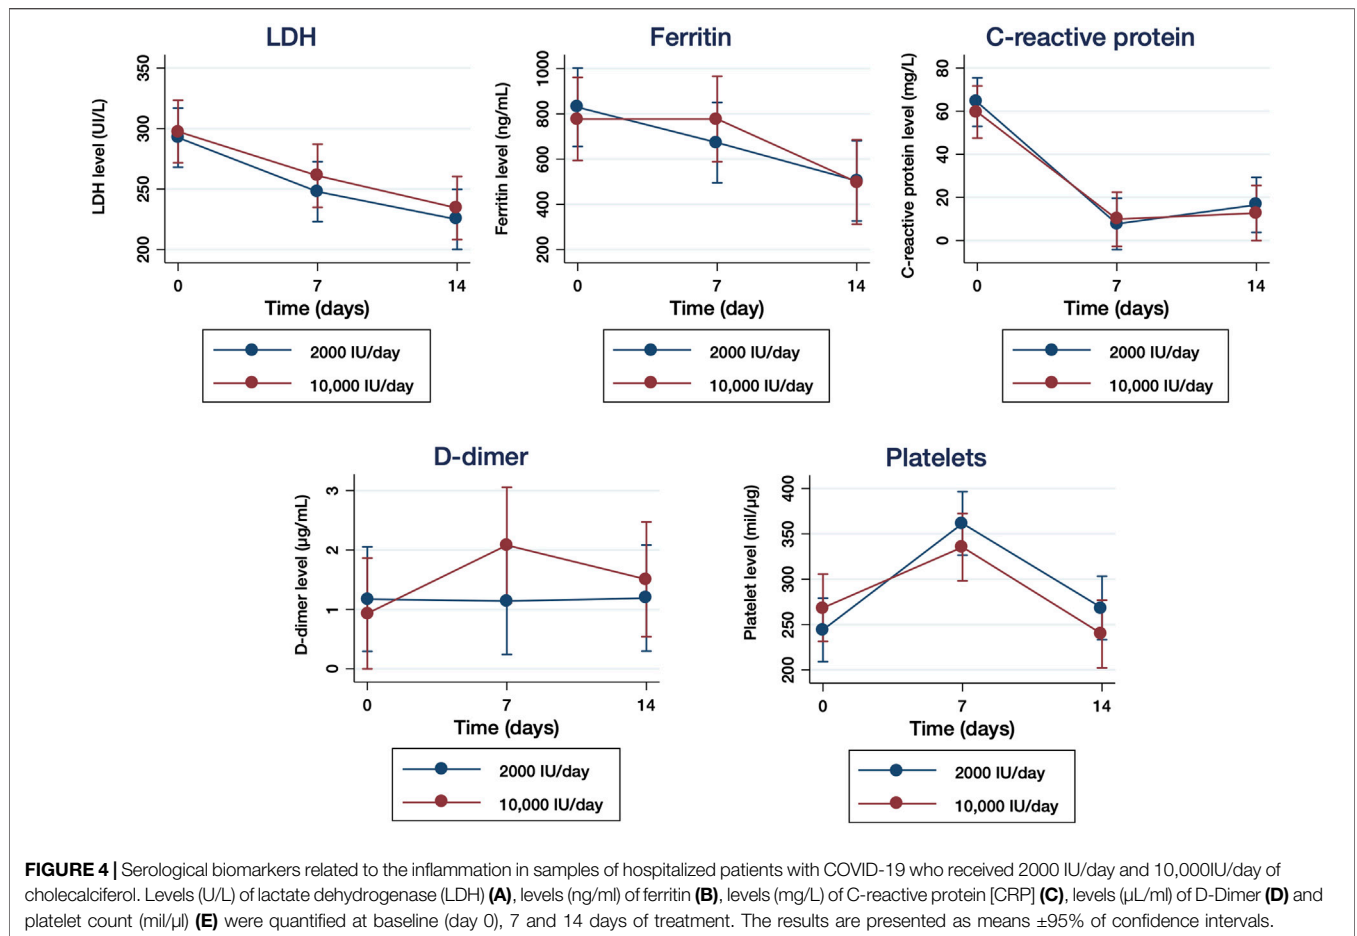 LDH
LDH level (UI/L)
350
300
250
200
0 7 14
Time (days)
2000 IU/day
10,000 IU/day
Ferritin
Ferritin level (ng/mL)
1000
800
600
400
200
0 7 14
Time (day)
2000 IU/day
10,000 IU/day
C-reactive protein
C-reactive protein level (mg/L)
80
60
40
20
0
0 7 14
Time (days)
2000 IU/day
10,000 IU/day
D-dimer
D-dimer level (µg/mL)
3
2
1
0
0 7 14
Time (days)
2000 IU/day
10,000 IU/day
Platelets
Platelet level (mil/µg)
400
350
300
250
200
0 7 14
Time (days)
2000 IU/day
10,000 IU/day
FIGURE 4 | Serological biomarkers related to the inflammation in samples of hospitalized patients with COVID-19 who received 2000 IU/day and 10,000IU/day of
cholecalciferol. Levels (U/L) of lactate dehydrogenase (LDH) (A), levels (ng/ml) of ferritin (B), levels (mg/L) of C-reactive protein [CRP] (C), levels (µL/ml) of D-Dimer (D) and
platelet count (mil/µl) (E) were quantified at baseline (day 0), 7 and 14 days of treatment. The results are presented as means ±95% of confidence intervals.